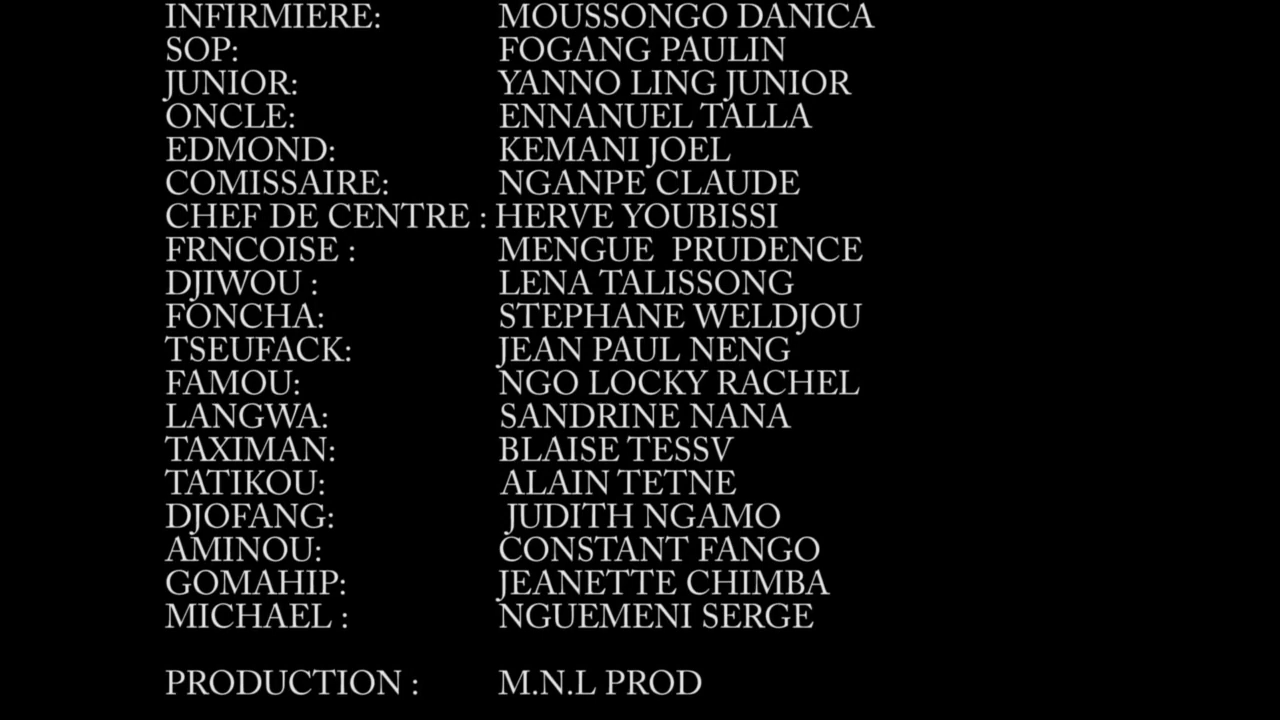 INFIRMIERE: MOUSSONGO DANICA
SOP: FOGANG PAULIN
JUNIOR: YANNO LING JUNIOR
ONCLE: ENNANUEL TALLA
EDMOND: KEMANI JOEL
COMISSAIRE: NGANPE CLAUDE
CHEF DE CENTRE : HERVE YOUBISSI
FRNCOISE : MENGUE PRUDENCE
DJIWOU : LENA TALISSONG
FONCHA: STEPHANE WELDJOU
TSEUFACK: JEAN PAUL NENG
FAMOU: NGO LOCKY RACHEL
LANGWA: SANDRINE NANA
TAXIMAN: BLAISE TESSV
TATIKOU: ALAIN TETNE
DJOFANG: JUDITH NGAMO
AMINOU: CONSTANT FANGO
GOMAHIP: JEANETTE CHIMBA
MICHAEL : NGUEMENI SERGE
PRODUCTION : M.N.L PROD